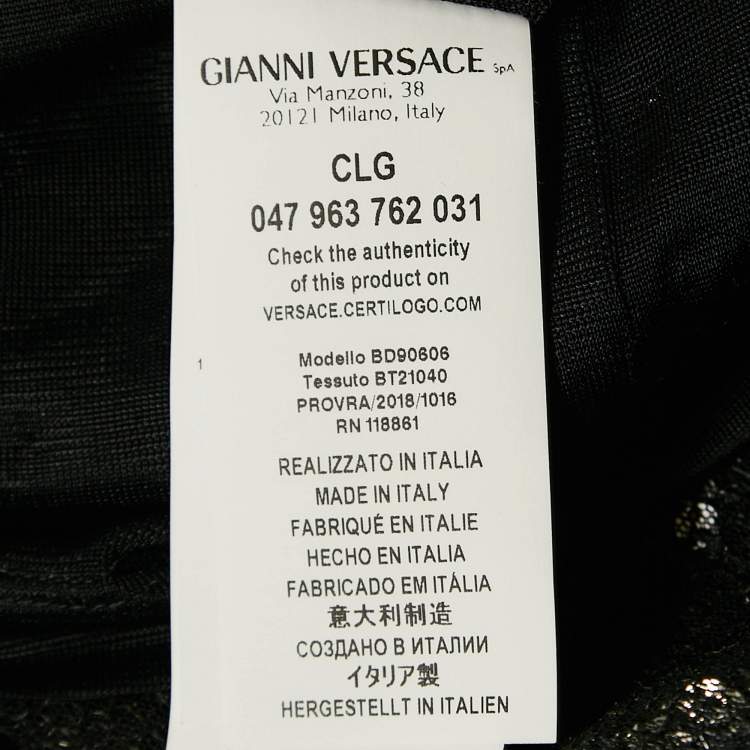 GIANNI VERSACE SpA
Via Manzoni, 38
20121 Milano, Italy
CLG
047 963 762 031
Check the authenticity
of this product on
VERSACE.CERTILOGO.COM
1
Modello BD90606
Tessuto BT21040
PROVRA/2018/1016
RN 118861
REALIZZATO IN ITALIA
MADE IN ITALY
FABRIQUÉ EN ITALIE
HECHO EN ITALIA
FABRICADO EM ITÁLIA
意大利制造
СОЗДАНО В ИТАЛИИ
イタリア製
HERGESTELLT IN ITALIEN